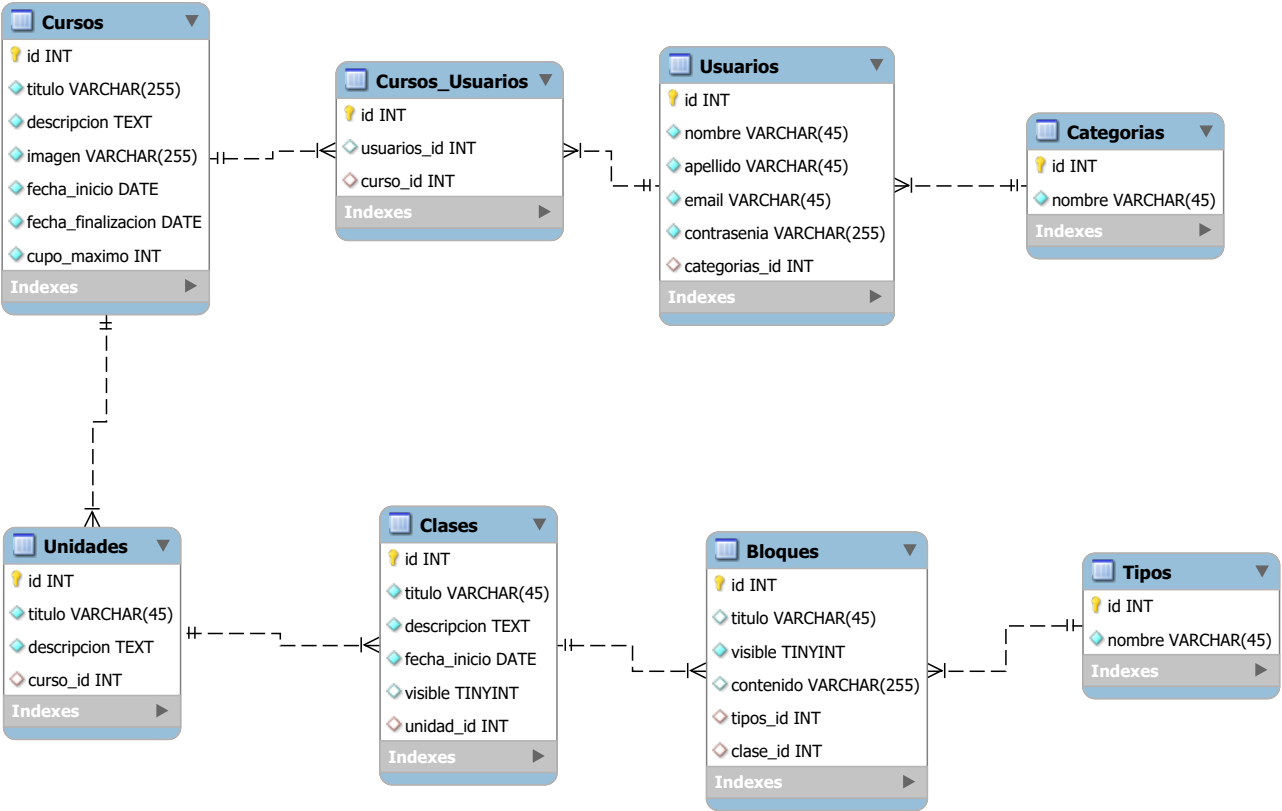 Cursos
id INT
titulo VARCHAR(255)
descripcion TEXT
imagen VARCHAR(255)
fecha_inicio DATE
fecha_finalizacion DATE
cupo_maximo INT
Indexes
Cursos_Usuarios
id INT
usuarios_id INT
curso_id INT
Indexes
Usuarios
id INT
nombre VARCHAR(45)
apellido VARCHAR(45)
email VARCHAR(45)
contrasenia VARCHAR(255)
categorias_id INT
Indexes
Categorias
id INT
nombre VARCHAR(45)
Indexes
Unidades
id INT
titulo VARCHAR(45)
descripcion TEXT
curso_id INT
Indexes
Clases
id INT
titulo VARCHAR(45)
descripcion TEXT
fecha_inicio DATE
visible TINYINT
unidad_id INT
Indexes
Bloques
id INT
titulo VARCHAR(45)
visible TINYINT
contenido VARCHAR(255)
tipos_id INT
clase_id INT
Indexes
Tipos
id INT
nombre VARCHAR(45)
Indexes